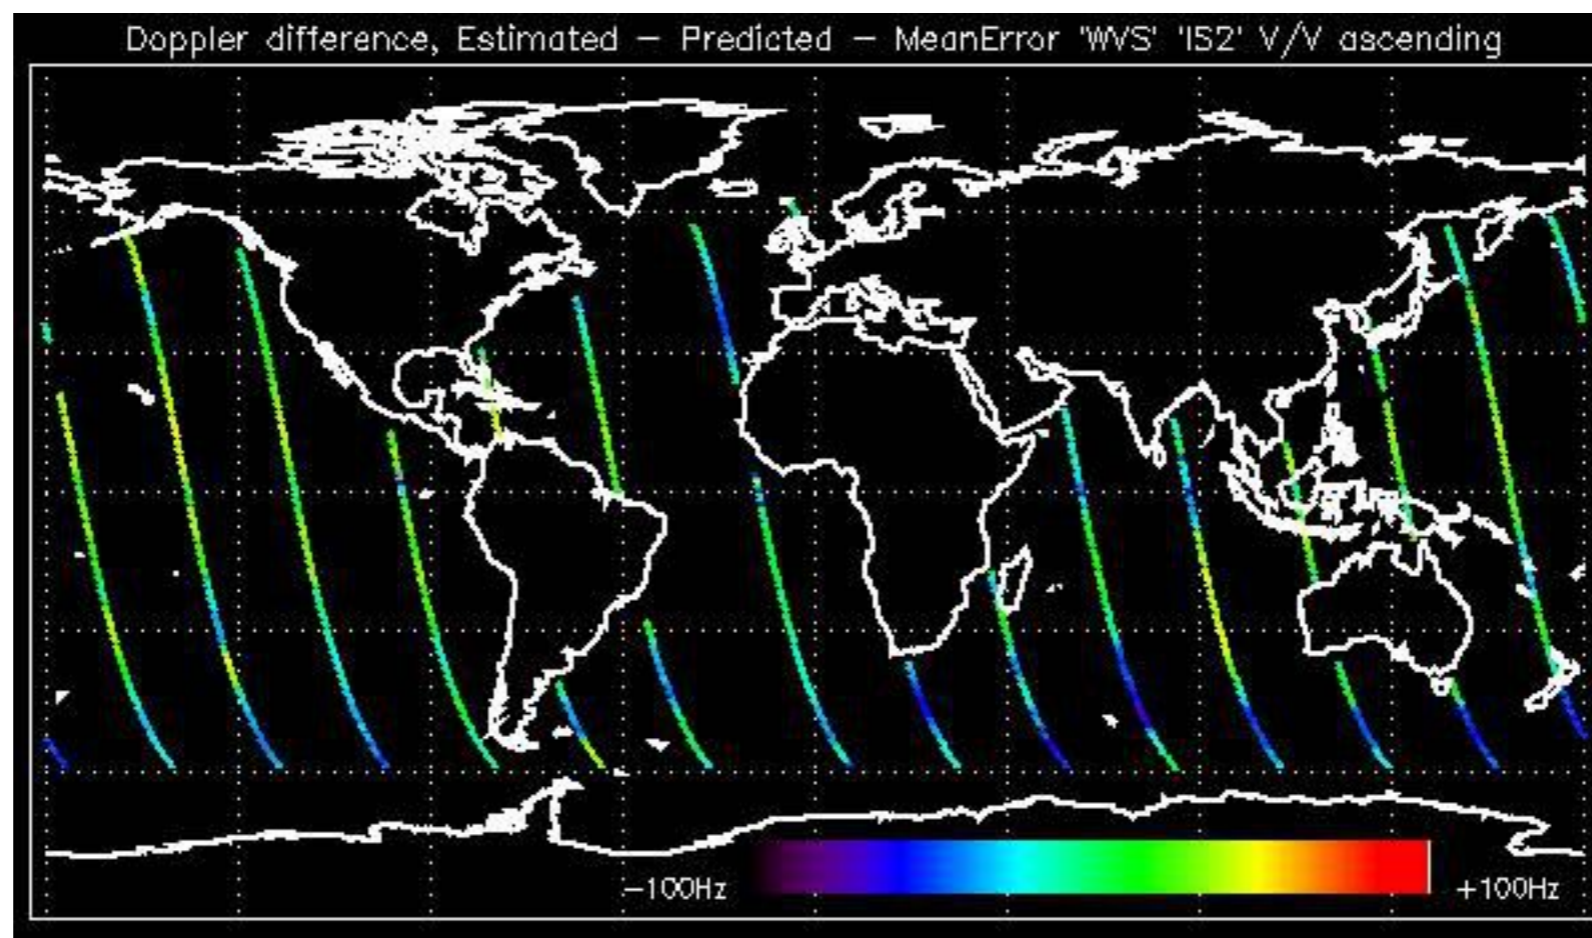 Doppler difference, Estimated – Predicted – MeanError 'WVS' 'IS2' V/V ascending
–100Hz
+100Hz